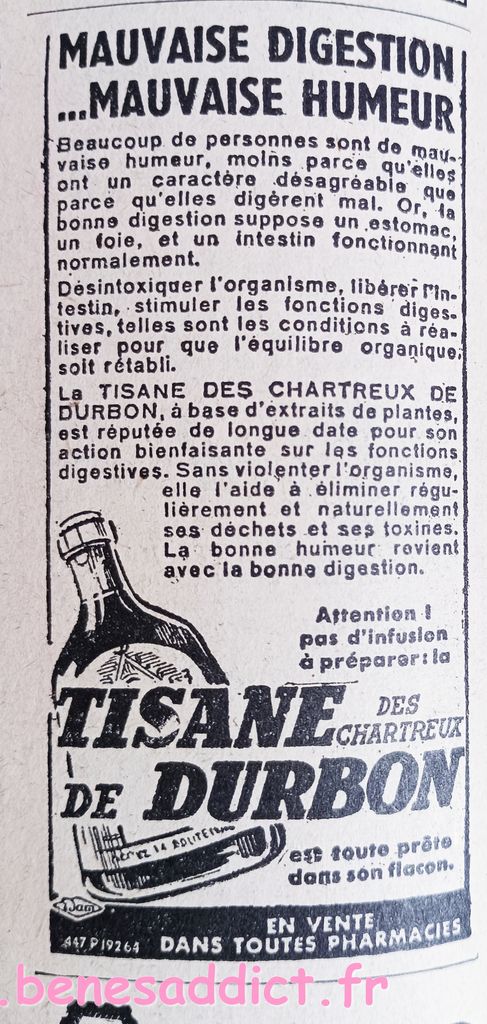 MAUVAISE DIGESTION
...MAUVAISE HUMEUR
Beaucoup de personnes sont de mau-
vaise humeur, moins parce qu'elles
ont un caractère désagréable que
parce qu'elles digèrent mal. Or, la
bonne digestion suppose un estomac,
un foie, et un intestin fonctionnant
normalement.
Désintoxiquer l'organisme, libérer l'in-
testin, stimuler les fonctions diges-
tives, telles sont les conditions à réa-
liser pour que l'équilibre organique
soit rétabli.
La TISANE DES CHARTREUX DE
DURBON, à base d'extraits de plantes,
est réputée de longue date pour son
action bienfaisante sur les fonctions
digestives. Sans violenter l'organisme,
elle l'aide à éliminer régu-
lièrement et naturellement
ses déchets et ses toxines.
La bonne humeur revient
avec la bonne digestion.
Attention !
pas d'infusion
à préparer : la
TISANE DES
CHARTREUX
DE DURBON
est toute prête
dans son flacon.
EN VENTE
447 P 19264 DANS TOUTES PHARMACIES
.benesaddict.fr